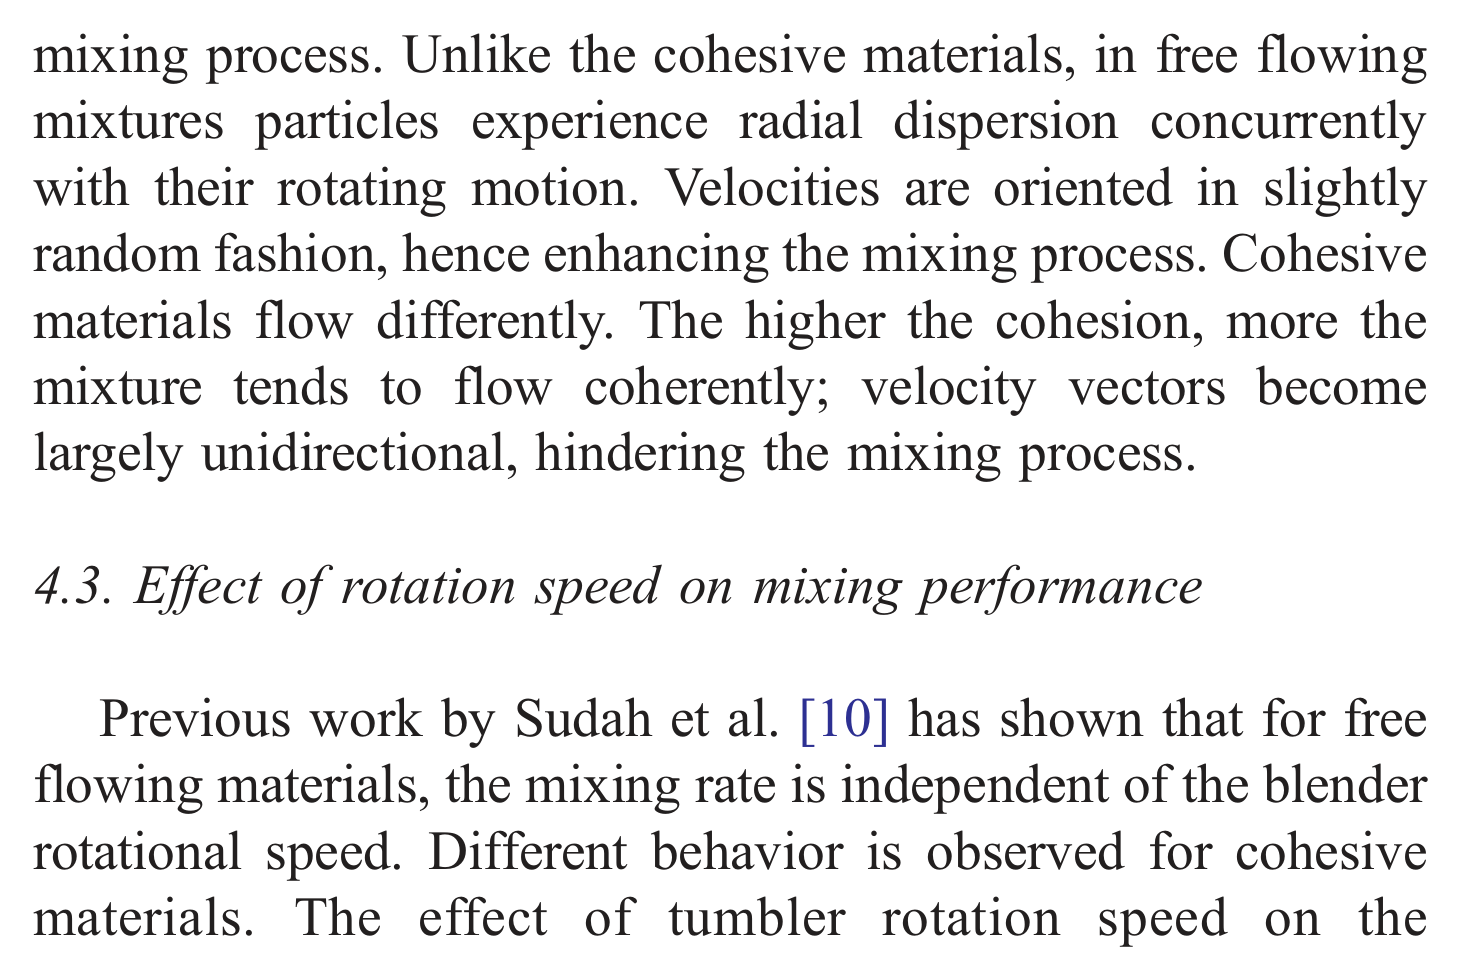 mixing process. Unlike the cohesive materials, in free flowing
mixtures particles experience radial dispersion concurrently
with their rotating motion. Velocities are oriented in slightly
random fashion, hence enhancing the mixing process. Cohesive
materials flow differently. The higher the cohesion, more the
mixture tends to flow coherently; velocity vectors become
largely unidirectional, hindering the mixing process.
4.3. Effect of rotation speed on mixing performance
Previous work by Sudah et al. [10] has shown that for free
flowing materials, the mixing rate is independent of the blender
rotational speed. Different behavior is observed for cohesive
materials. The effect of tumbler rotation speed on the